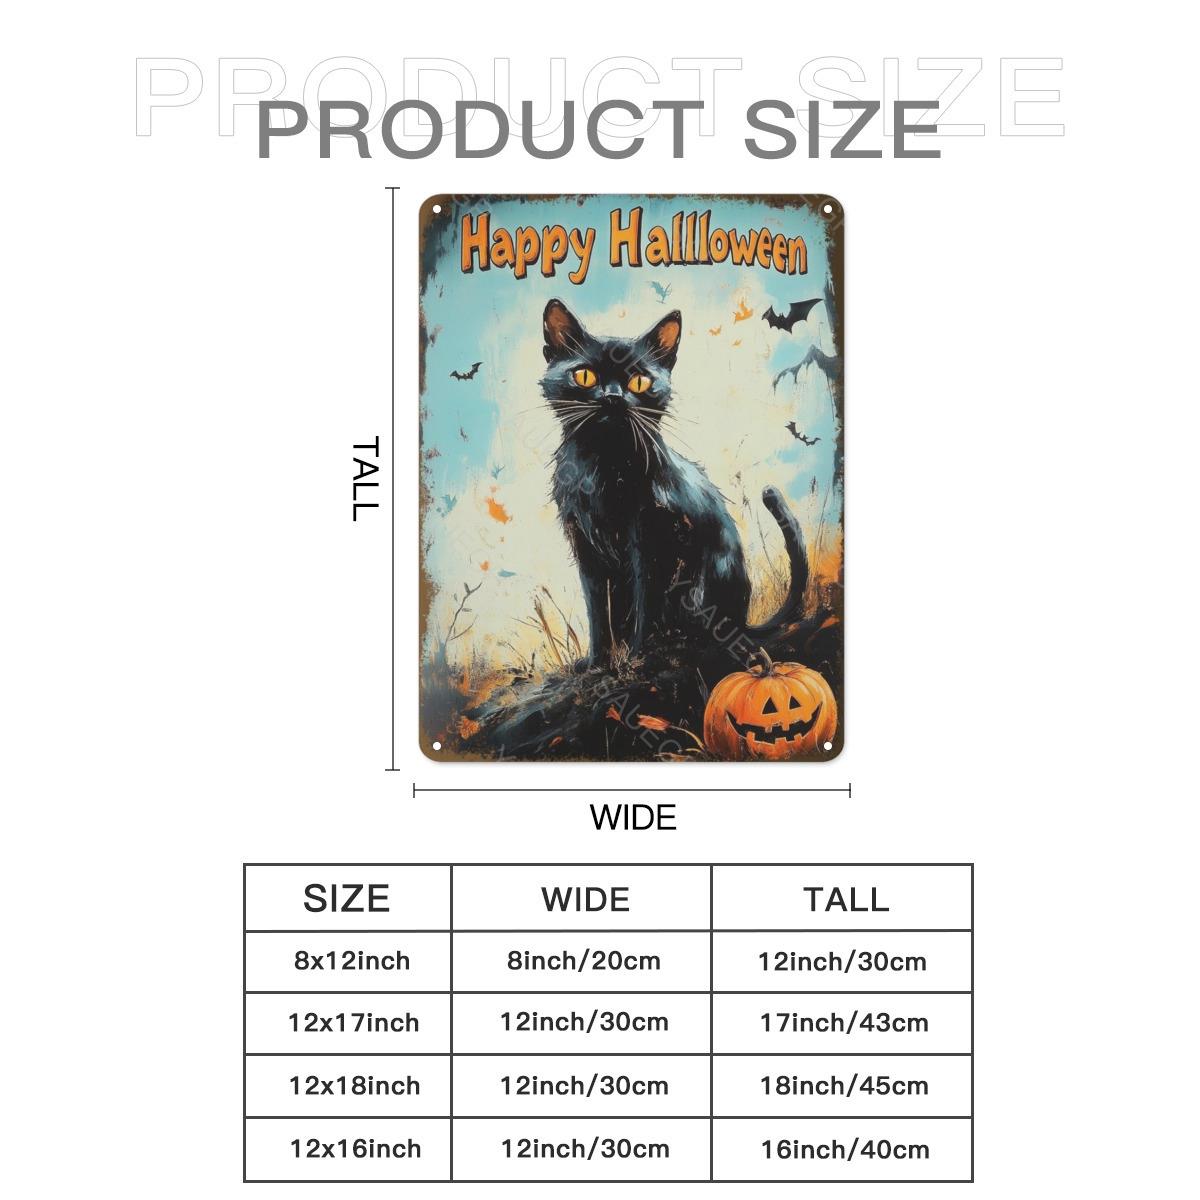 PRODUCT SIZE
PRODUCT SIZE
Happy Hallloween
TALL
WIDE
SIZE WIDE TALL
8x12inch 8inch/20cm 12inch/30cm
12x17inch 12inch/30cm 17inch/43cm
12x18inch 12inch/30cm 18inch/45cm
12x16inch 12inch/30cm 16inch/40cm